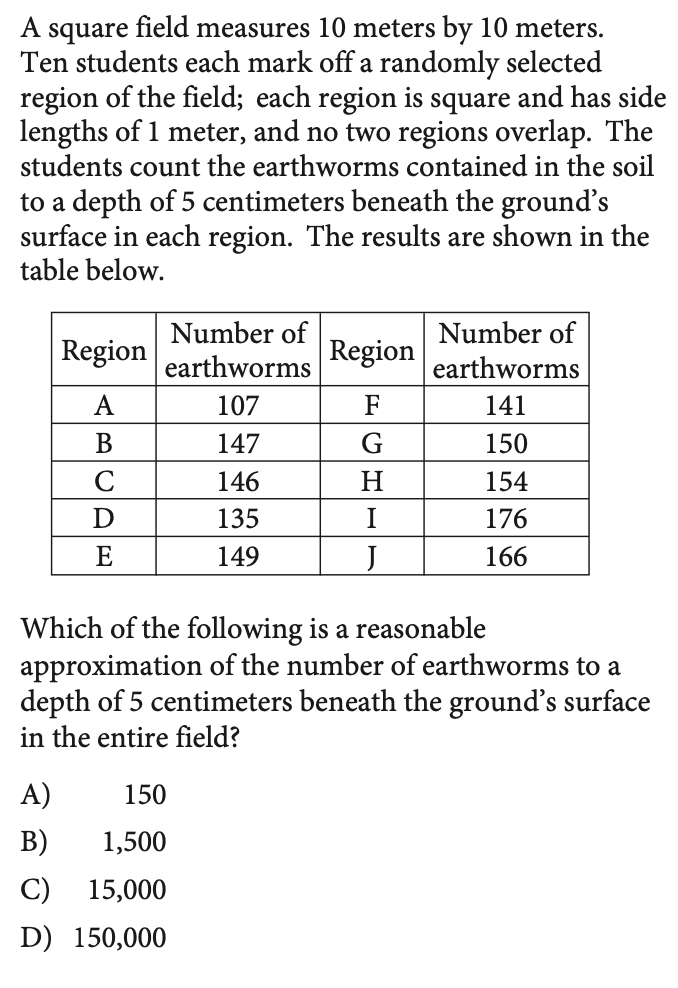 A square field measures 10 meters by 10 meters.
Ten students each mark off a randomly selected
region of the field; each region is square and has side
lengths of 1 meter, and no two regions overlap. The
students count the earthworms contained in the soil
to a depth of 5 centimeters beneath the ground's
surface in each region. The results are shown in the
table below.
Region Number of earthworms Region Number of earthworms
A 107 F 141
B 147 G 150
C 146 H 154
D 135 I 176
E 149 J 166
Which of the following is a reasonable
approximation of the number of earthworms to a
depth of 5 centimeters beneath the ground's surface
in the entire field?
A) 150
B) 1,500
C) 15,000
D) 150,000